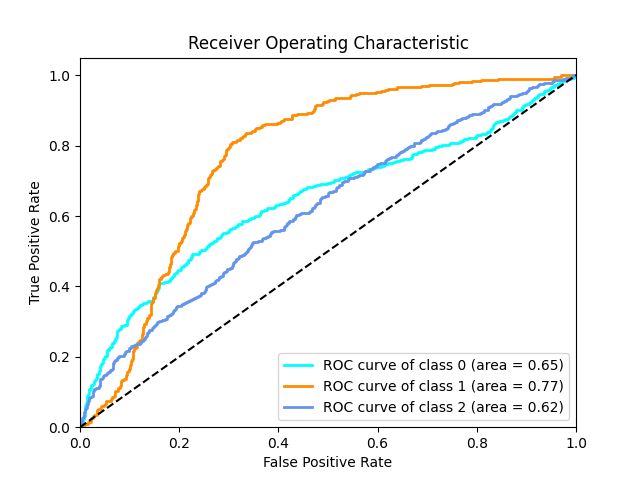 Receiver Operating Characteristic
True Positive Rate
1.0
0.8
0.6
0.4
0.2
0.0
ROC curve of class 0 (area = 0.65)
ROC curve of class 1 (area = 0.77)
ROC curve of class 2 (area = 0.62)
0.0 0.2 0.4 0.6 0.8 1.0
False Positive Rate